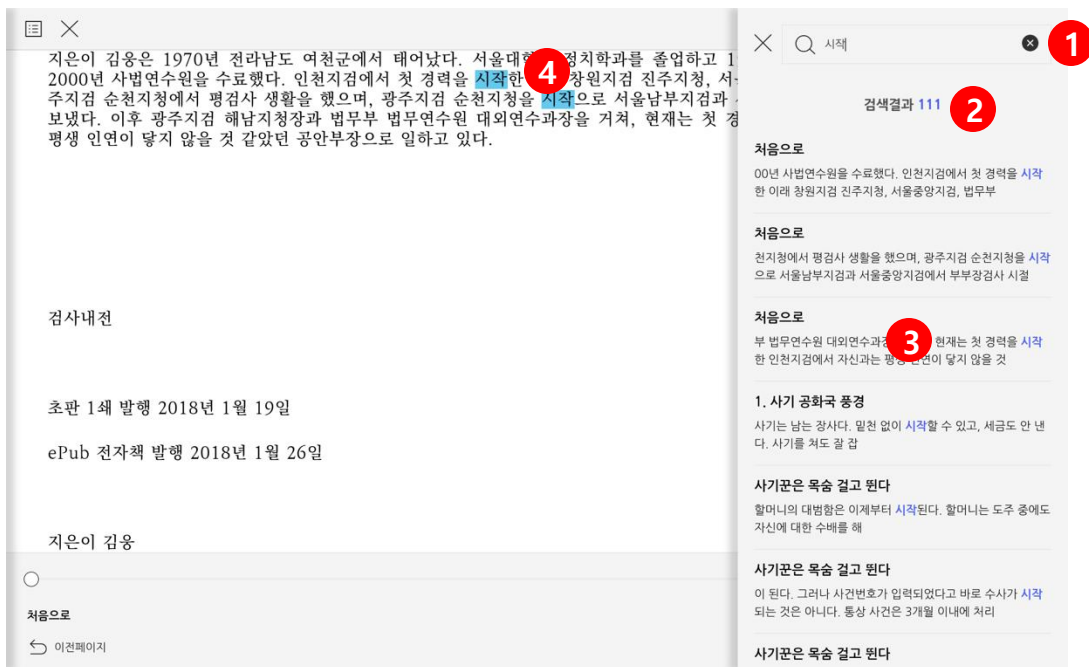 지은이 김웅은 1970년 전라남도 여천군에서 태어났다. 서울대학 정치학과를 졸업하고 1
2000년 사법연수원을 수료했다. 인천지검에서 첫 경력을 시작한 창원지검 진주지청, 서
주지검 순천지청에서 평검사 생활을 했으며, 광주지검 순천지청을 시작으로 서울남부지검과
보냈다. 이후 광주지검 해남지청장과 법무부 법무연수원 대외연수과장을 거쳐, 현재는 첫 경
평생 인연이 닿지 않을 것 같았던 공안부장으로 일하고 있다.
4
검사내전
초판 1쇄 발행 2018년 1월 19일
ePub 전자책 발행 2018년 1월 26일
지은이 김웅
처음으로
이전페이지
시잭
1
검색결과 111
2
처음으로
00년 사법연수원을 수료했다. 인천지검에서 첫 경력을 시작
한 이래 창원지검 진주지청, 서울중앙지검, 법무부
처음으로
천지청에서 평검사 생활을 했으며, 광주지검 순천지청을 시작
으로 서울남부지검과 서울중앙지검에서 부부장검사 시절
처음으로
부 법무연수원 대외연수과 현재는 첫 경력을 시작
한 인천지검에서 자신과는 평생 인연이 닿지 않을 것
3
1. 사기 공화국 풍경
사기는 남는 장사다. 밑천 없이 시작할 수 있고, 세금도 안 낸
다. 사기를 쳐도 잘 잡
사기꾼은 목숨 걸고 뛴다
할머니의 대범함은 이제부터 시작된다. 할머니는 도주 중에도
자신에 대한 수배를 해
사기꾼은 목숨 걸고 뛴다
이 된다. 그러나 사건번호가 입력되었다고 바로 수사가 시작
되는 것은 아니다. 통상 사건은 3개월 이내에 처리
사기꾼은 목숨 걸고 뛴다